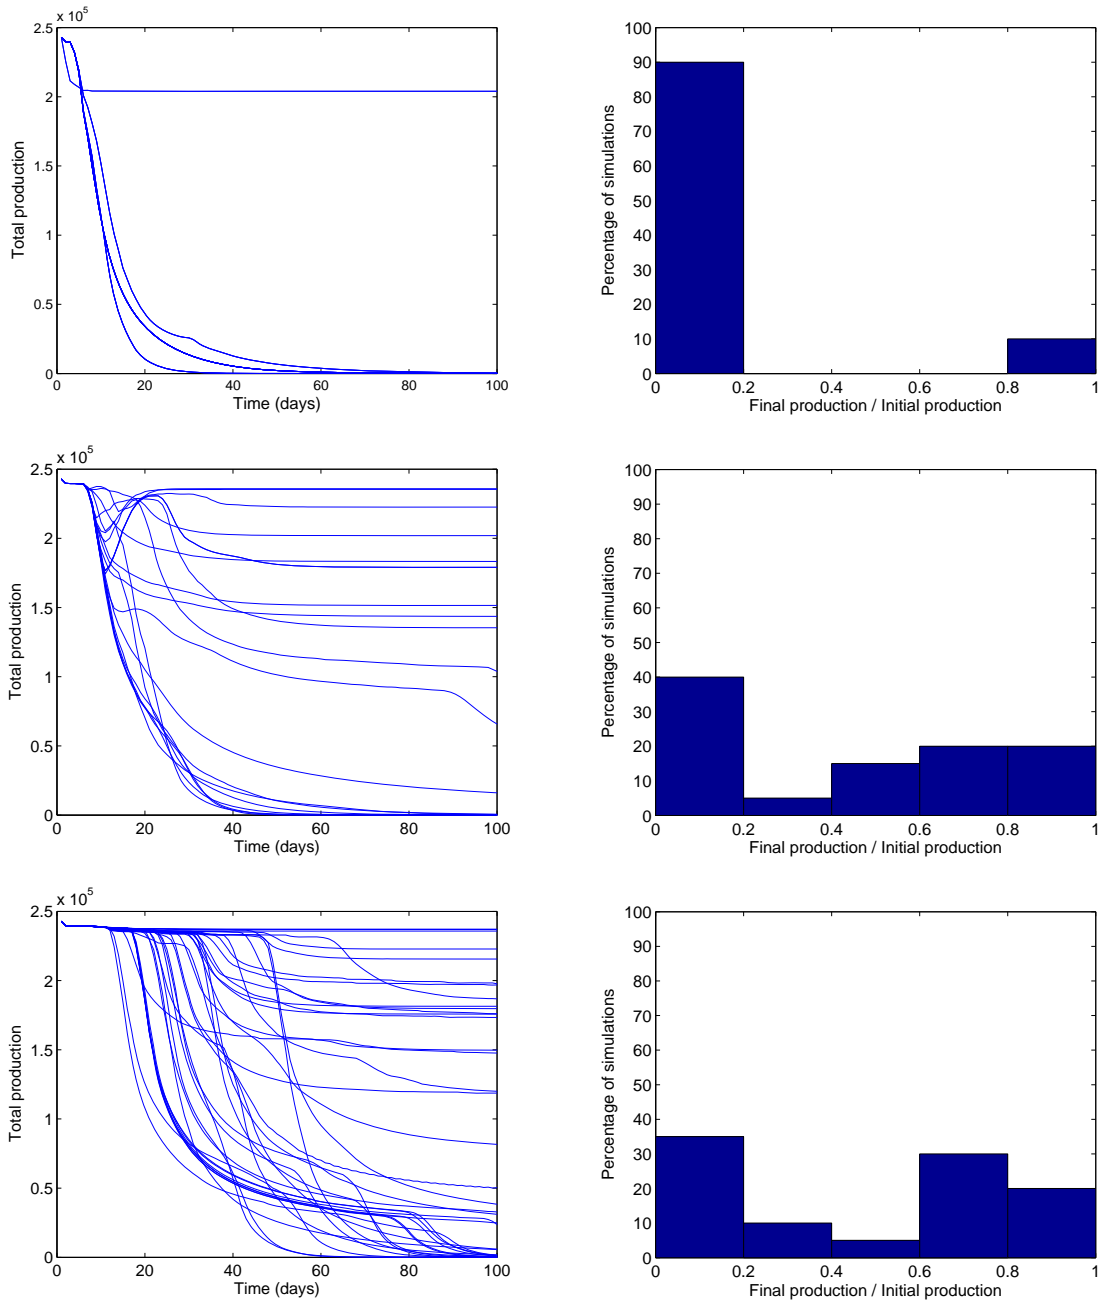 x 10^5
2.5
2
1.5
1
0.5
0
0 20 40 60 80 100
Time (days)
Total production
100
90
80
70
60
50
40
30
20
10
0
0 0.2 0.4 0.6 0.8 1
Final production / Initial production
Percentage of simulations
x 10^5
2.5
2
1.5
1
0.5
0
0 20 40 60 80 100
Time (days)
Total production
100
90
80
70
60
50
40
30
20
10
0
0 0.2 0.4 0.6 0.8 1
Final production / Initial production
Percentage of simulations
x 10^5
2.5
2
1.5
1
0.5
0
0 20 40 60 80 100
Time (days)
Total production
100
90
80
70
60
50
40
30
20
10
0
0 0.2 0.4 0.6 0.8 1
Final production / Initial production
Percentage of simulations